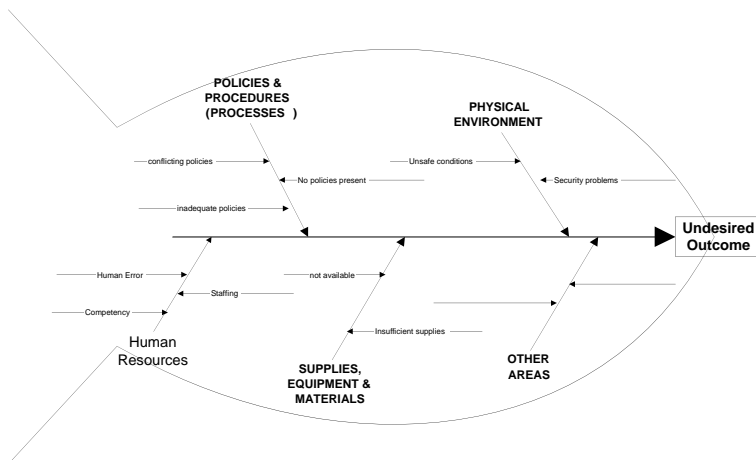 POLICIES &
PROCEDURES
(PROCESSES )
PHYSICAL
ENVIRONMENT
conflicting policies
Unsafe conditions
No policies present
Security problems
inadequate policies
Undesired
Outcome
Human Error
not available
Staffing
Competency
Insufficient supplies
Human
Resources
SUPPLIES,
EQUIPMENT &
MATERIALS
OTHER
AREAS